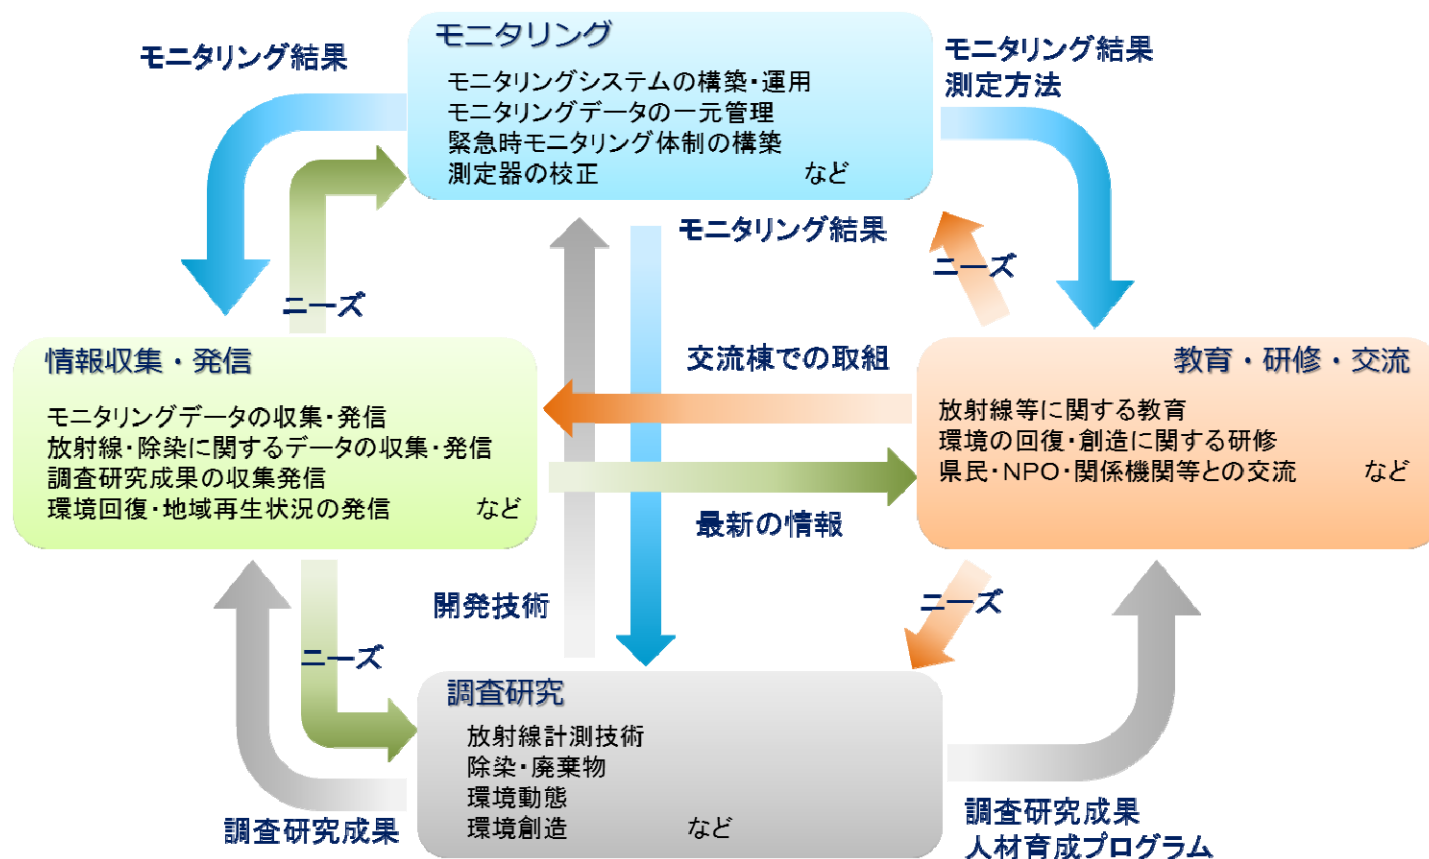 モニタリング
モニタリングシステムの構築・運用
モニタリングデータの一元管理
緊急時モニタリング体制の構築
測定器の校正 など
モニタリング結果
モニタリング結果
測定方法
ニーズ
モニタリング結果
ニーズ
情報収集・発信
モニタリングデータの収集・発信
放射線・除染に関するデータの収集・発信
調査研究成果の収集発信
環境回復・地域再生状況の発信 など
交流棟での取組
最新の情報
教育・研修・交流
放射線等に関する教育
環境の回復・創造に関する研修
県民・NPO・関係機関等との交流 など
開発技術
ニーズ
ニーズ
調査研究
放射線計測技術
除染・廃棄物
環境動態
環境創造 など
調査研究成果
調査研究成果
人材育成プログラム